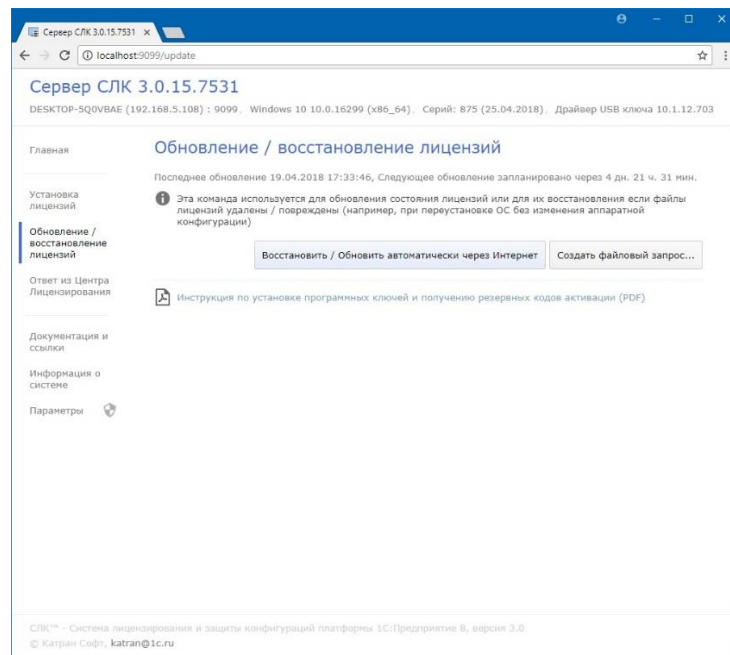 Сервер СЛК 3.0.15.7531
localhost:9099/update
Сервер СЛК 3.0.15.7531
DESKTOP-5Q0VBAE (192.168.5.108) : 9099, Windows 10 10.0.16299 (x86_64), Серий: 875 (25.04.2018), Драйвер USB ключа 10.1.12.703
Главная
Установка
лицензий
Обновление /
восстановление
лицензий
Ответ из Центра
Лицензирования
Документация и
ссылки
Информация о
системе
Параметры
Обновление / восстановление лицензий
Последнее обновление 19.04.2018 17:33:46, Следующее обновление запланировано через 4 дн. 21 ч. 31 мин.
Эта команда используется для обновления состояния лицензий или для их восстановления если файлы
лицензий удалены / повреждены (например, при переустановке ОС без изменения аппаратной
конфигурации)
Восстановить / Обновить автоматически через Интернет
Создать файловый запрос...
Инструкция по установке программных ключей и получению резервных кодов активации (PDF)
СЛК™ - Система лицензирования и защиты конфигураций платформы 1С:Предприятие 8, версия 3.0
© Катран Софт, katran@1c.ru